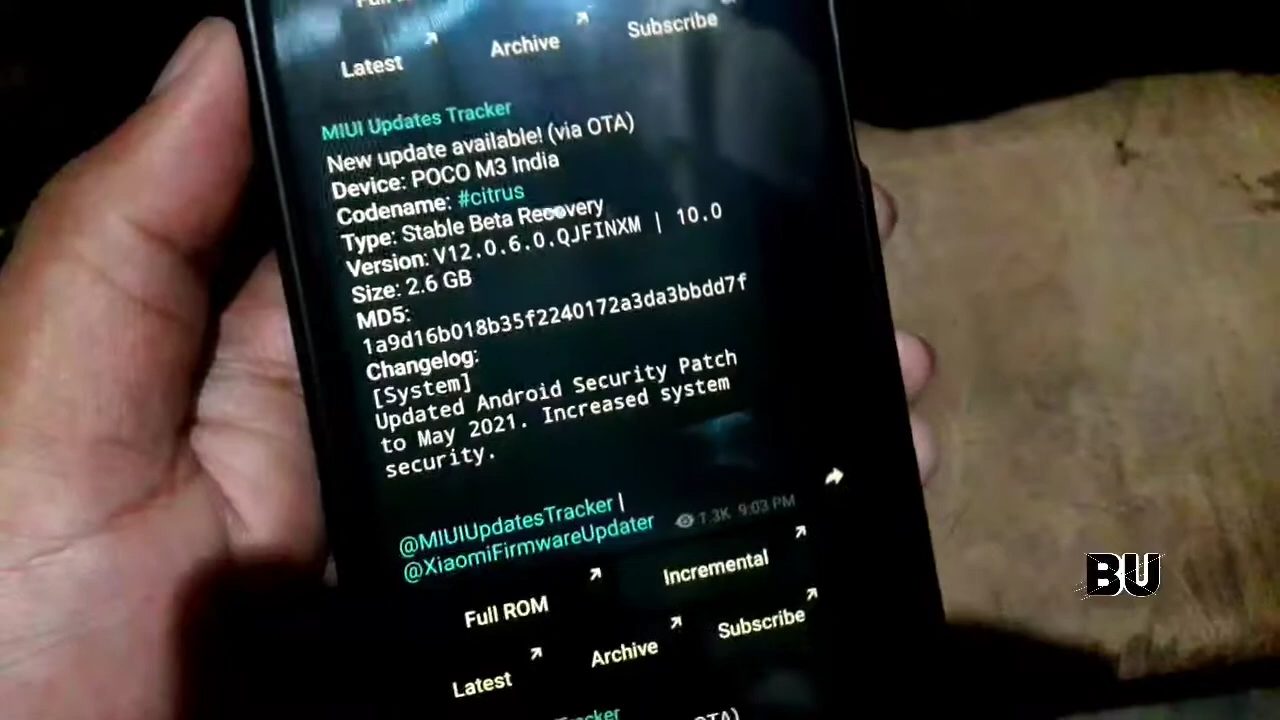 Latest
Archive
Subscribe
MIUI Updates Tracker
New update available! (via OTA)
Device: POCO M3 India
Codename: #citrus
Type: Stable Beta Recovery
Version: V12.0.6.0.QJFINXM | 10.0
Size: 2.6 GB
MD5:
1a9d16b018b35f2240172a3da3bbdd7f
Changelog:
[System]
Updated Android Security Patch
to May 2021. Increased system
security.
@MIUIUpdatesTracker |
@XiaomiFirmwareUpdater
1.3K 9:03 PM
Full ROM
Incremental
Latest
Archive
Subscribe
BU